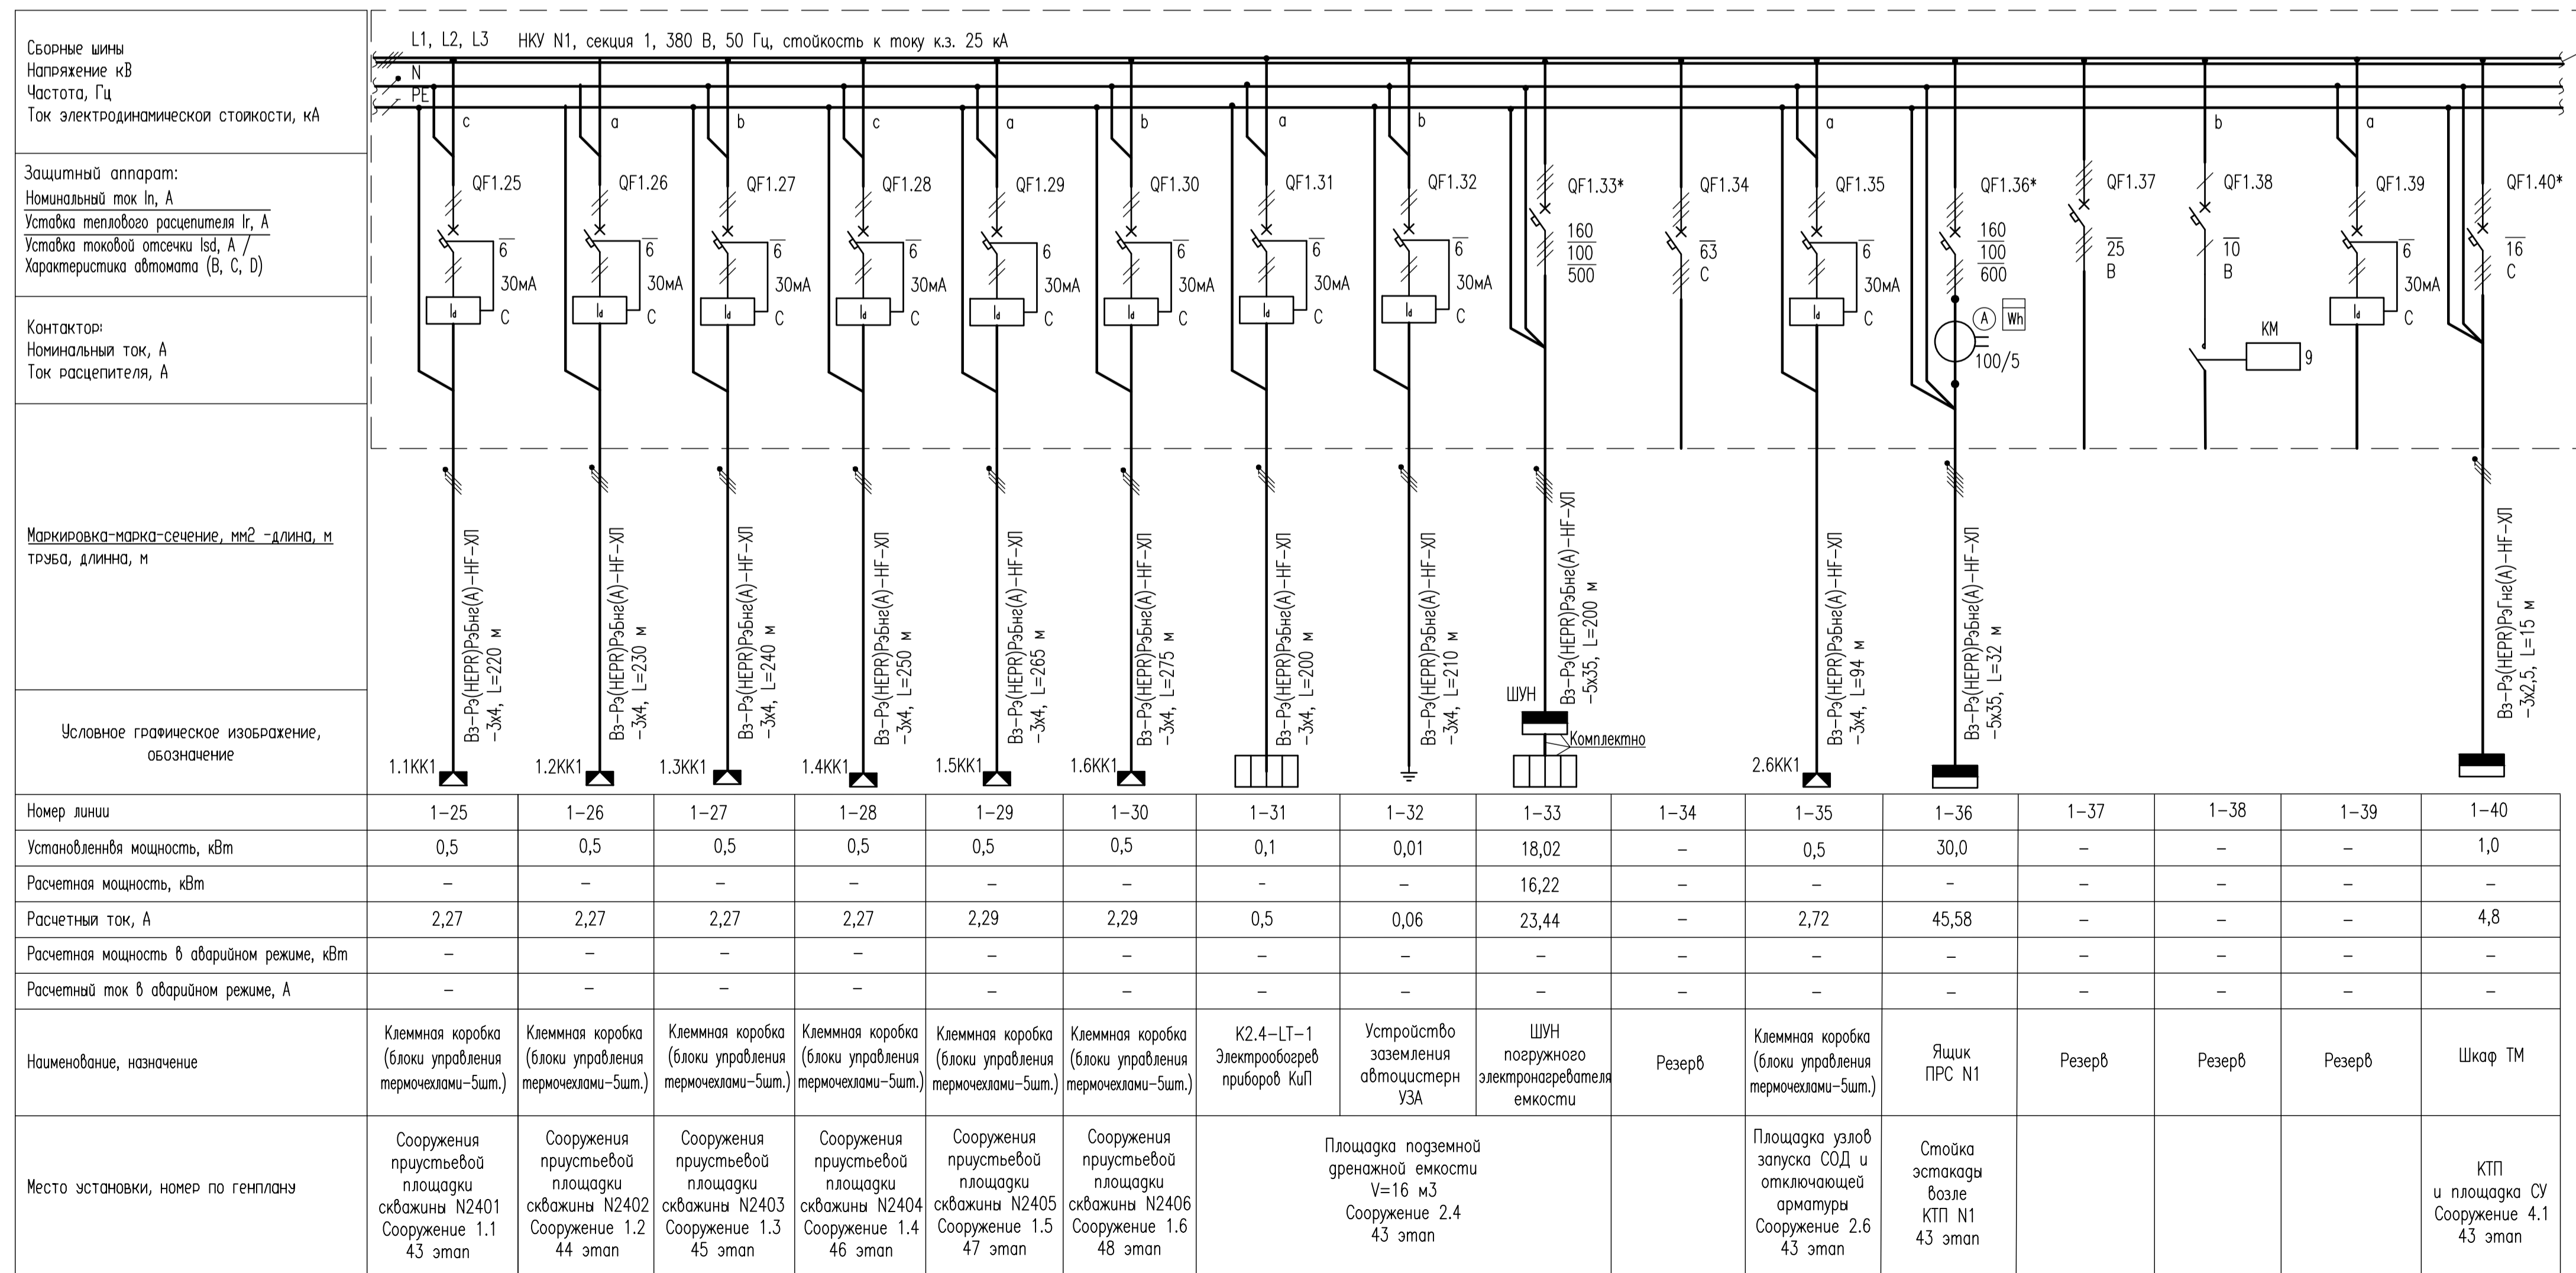 Сборные шины
Напряжение кВ
Частота, Гц
Ток электродинамической стойкости, кА
L1, L2, L3 НКУ N1, секция 1, 380 В, 50 Гц, стойкость к току к.з. 25 кА
N
PE
c a b c a b a b a b a
Защитный аппарат:
Номинальный ток In, А
Уставка теплового расцепителя Ir, А
Уставка токовой отсечки Isd, А /
Характеристика автомата (В, С, D)
QF1.25 QF1.26 QF1.27 QF1.28 QF1.29 QF1.30 QF1.31 QF1.32 QF1.33* QF1.34 QF1.35 QF1.36* QF1.37 QF1.38 QF1.39 QF1.40*
6 6 6 6 6 6 6 6 160 63 6 160 25 10 6 16
100 C 100 B B C
500 600
30мА 30мА 30мА 30мА 30мА 30мА 30мА 30мА 30мА 30мА
Id Id Id Id Id Id Id Id Id Id
C C C C C C C C C C
A Wh
100/5
КМ
9
Контактор:
Номинальный ток, А
Ток расцепителя, А
Маркировка-марка-сечение, мм2 -длина, м
труба, длинна, м
Вз-Рэ(HEPR)РэБнг(А)-HF-ХЛ
-3х4, L=220 м
Вз-Рэ(HEPR)РэБнг(А)-HF-ХЛ
-3х4, L=230 м
Вз-Рэ(HEPR)РэБнг(А)-HF-ХЛ
-3х4, L=240 м
Вз-Рэ(HEPR)РэБнг(А)-HF-ХЛ
-3х4, L=250 м
Вз-Рэ(HEPR)РэБнг(А)-HF-ХЛ
-3х4, L=265 м
Вз-Рэ(HEPR)РэБнг(А)-HF-ХЛ
-3х4, L=275 м
Вз-Рэ(HEPR)РэБнг(А)-HF-ХЛ
-3х4, L=200 м
Вз-Рэ(HEPR)РэБнг(А)-HF-ХЛ
-3х4, L=210 м
Вз-Рэ(HEPR)РэБнг(А)-HF-ХЛ
-5х35, L=200 м
Вз-Рэ(HEPR)РэБнг(А)-HF-ХЛ
-3х4, L=94 м
Вз-Рэ(HEPR)РэБнг(А)-HF-ХЛ
-5х35, L=32 м
Вз-Рэ(HEPR)РэГнг(А)-HF-ХЛ
-3х2,5, L=15 м
Условное графическое изображение,
обозначение
ШУН
Комплектно
1.1КК1 1.2КК1 1.3КК1 1.4КК1 1.5КК1 1.6КК1 2.6КК1
Номер линии 1-25 1-26 1-27 1-28 1-29 1-30 1-31 1-32 1-33 1-34 1-35 1-36 1-37 1-38 1-39 1-40
Установленнвя мощность, кВт 0,5 0,5 0,5 0,5 0,5 0,5 0,1 0,01 18,02 - 0,5 30,0 - - - 1,0
Расчетная мощность, кВт - - - - - - - - 16,22 - - - - - - -
Расчетный ток, А 2,27 2,27 2,27 2,27 2,29 2,29 0,5 0,06 23,44 - 2,72 45,58 - - - 4,8
Расчетная мощность в аварийном режиме, кВт - - - - - - - - - - - - - - - -
Расчетный ток в аварийном режиме, А - - - - - - - - - - - - - - - -
Наименование, назначение
Клеммная коробка
(блоки управления
термочехлами-5шт.)
Клеммная коробка
(блоки управления
термочехлами-5шт.)
Клеммная коробка
(блоки управления
термочехлами-5шт.)
Клеммная коробка
(блоки управления
термочехлами-5шт.)
Клеммная коробка
(блоки управления
термочехлами-5шт.)
Клеммная коробка
(блоки управления
термочехлами-5шт.)
К2.4-LT-1
Электрообогрев
приборов КиП
Устройство
заземления
автоцистерн
УЗА
ШУН
погружного
электронагревателя
емкости
Резерв
Клеммная коробка
(блоки управления
термочехлами-5шт.)
Ящик
ПРС N1
Резерв
Резерв
Резерв
Шкаф ТМ
Место установки, номер по генплану
Сооружения
приустьевой
площадки
скважины N2401
Сооружение 1.1
43 этап
Сооружения
приустьевой
площадки
скважины N2402
Сооружение 1.2
44 этап
Сооружения
приустьевой
площадки
скважины N2403
Сооружение 1.3
45 этап
Сооружения
приустьевой
площадки
скважины N2404
Сооружение 1.4
46 этап
Сооружения
приустьевой
площадки
скважины N2405
Сооружение 1.5
47 этап
Сооружения
приустьевой
площадки
скважины N2406
Сооружение 1.6
48 этап
Площадка подземной
дренажной емкости
V=16 м3
Сооружение 2.4
43 этап
Площадка узлов
запуска СОД и
отключающей
арматуры
Сооружение 2.6
43 этап
Стойка
эстакады
возле
КТП N1
43 этап
КТП
и площадка СУ
Сооружение 4.1
43 этап